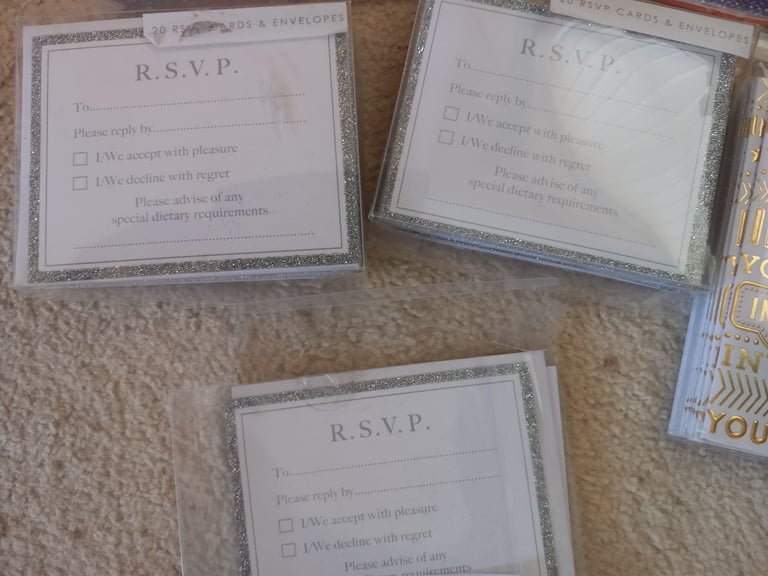 20 RSVP CARDS & ENVELOPES
R.S.V.P.
To
Please reply by
I/We accept with pleasure
I/We decline with regret
Please advise of any
special dietary requirements
20 RSVP CARDS & ENVELOPES
R.S.V.P.
To
Please reply by
I/We accept with pleasure
I/We decline with regret
Please advise of any
special dietary requirements
R.S.V.P.
To
Please reply by
I/We accept with pleasure
I/We decline with regret
Please advise of any
requirements
YOU